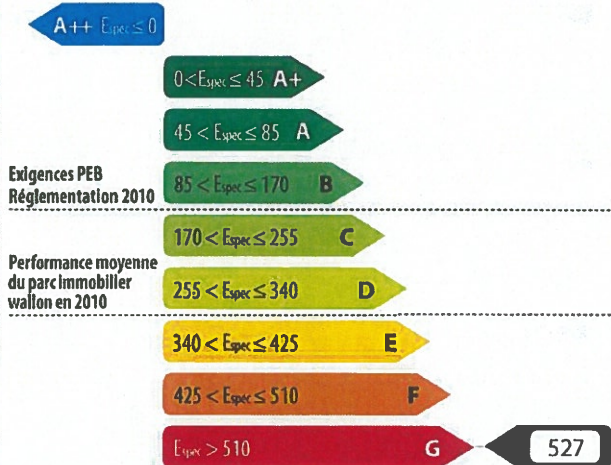 A++ Espec ≤ 0
0 < Espec ≤ 45 A+
45 < Espec ≤ 85 A
Exigences PEB
Réglementation 2010
85 < Espec ≤ 170 B
170 < Espec ≤ 255 C
Performance moyenne
du parc immobilier
wallon en 2010
255 < Espec ≤ 340 D
340 < Espec ≤ 425 E
425 < Espec ≤ 510 F
Espec > 510 G 527